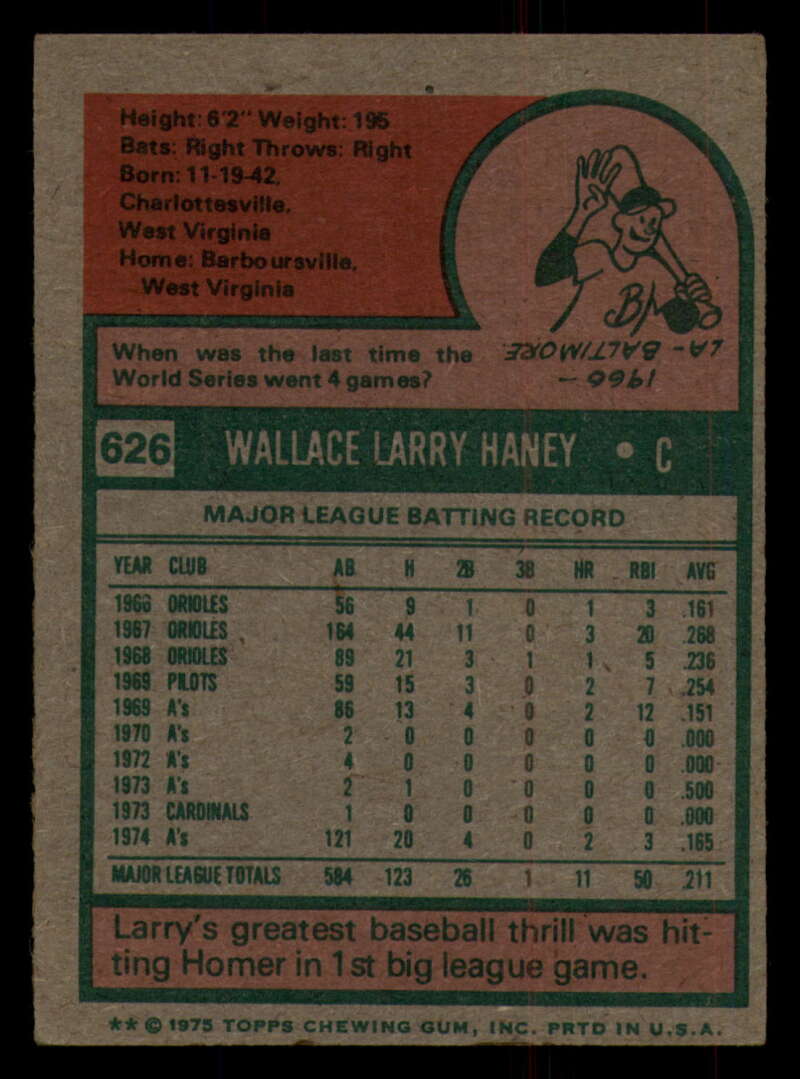 Height: 6'2" Weight: 195
Bats: Right Throws: Right
Born: 11-19-42,
Charlottesville,
West Virginia
Home: Barboursville,
West Virginia
BM
When was the last time the
World Series went 4 games?
1966 -
LA - BALTIMORE
626 WALLACE LARRY HANEY • C
MAJOR LEAGUE BATTING RECORD
YEAR CLUB AB H 2B 3B HR RBI AVG
1966 ORIOLES 56 9 1 0 1 3 .161
1967 ORIOLES 164 44 11 0 3 20 .268
1968 ORIOLES 89 21 3 1 1 5 .236
1969 PILOTS 59 15 3 0 2 7 .254
1969 A's 86 13 4 0 2 12 .151
1970 A's 2 0 0 0 0 0 .000
1972 A's 4 0 0 0 0 0 .000
1973 A's 2 1 0 0 0 0 .500
1973 CARDINALS 1 0 0 0 0 0 .000
1974 A's 121 20 4 0 2 3 .165
MAJOR LEAGUE TOTALS 584 123 26 1 11 50 .211
Larry's greatest baseball thrill was hit-
ting Homer in 1st big league game.
** © 1975 TOPPS CHEWING GUM, INC. PRTD IN U.S.A.